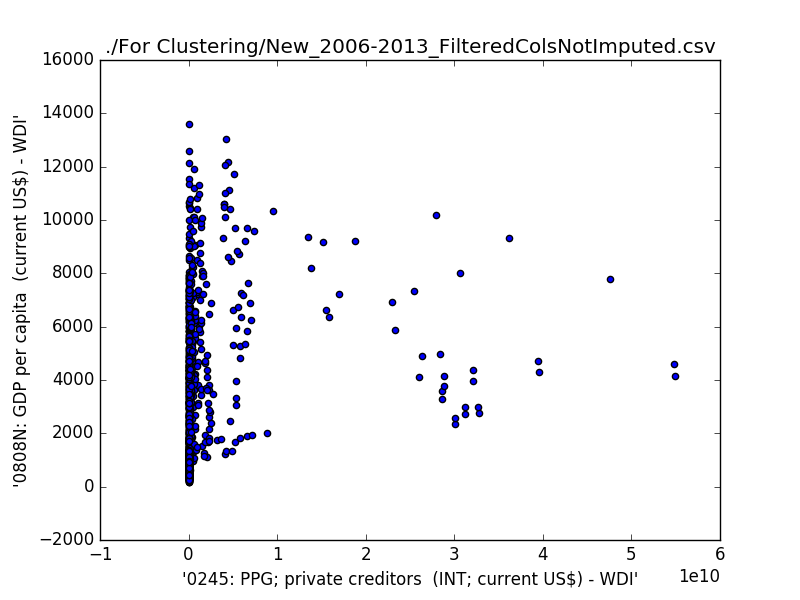 ./For Clustering/New_2006-2013_FilteredColsNotImputed.csv
16000
14000
12000
10000
8000
6000
4000
2000
0
−2000
'0808N: GDP per capita  (current US$) - WDI'
−1 0 1 2 3 4 5 6
1e10
'0245: PPG; private creditors  (INT; current US$) - WDI'